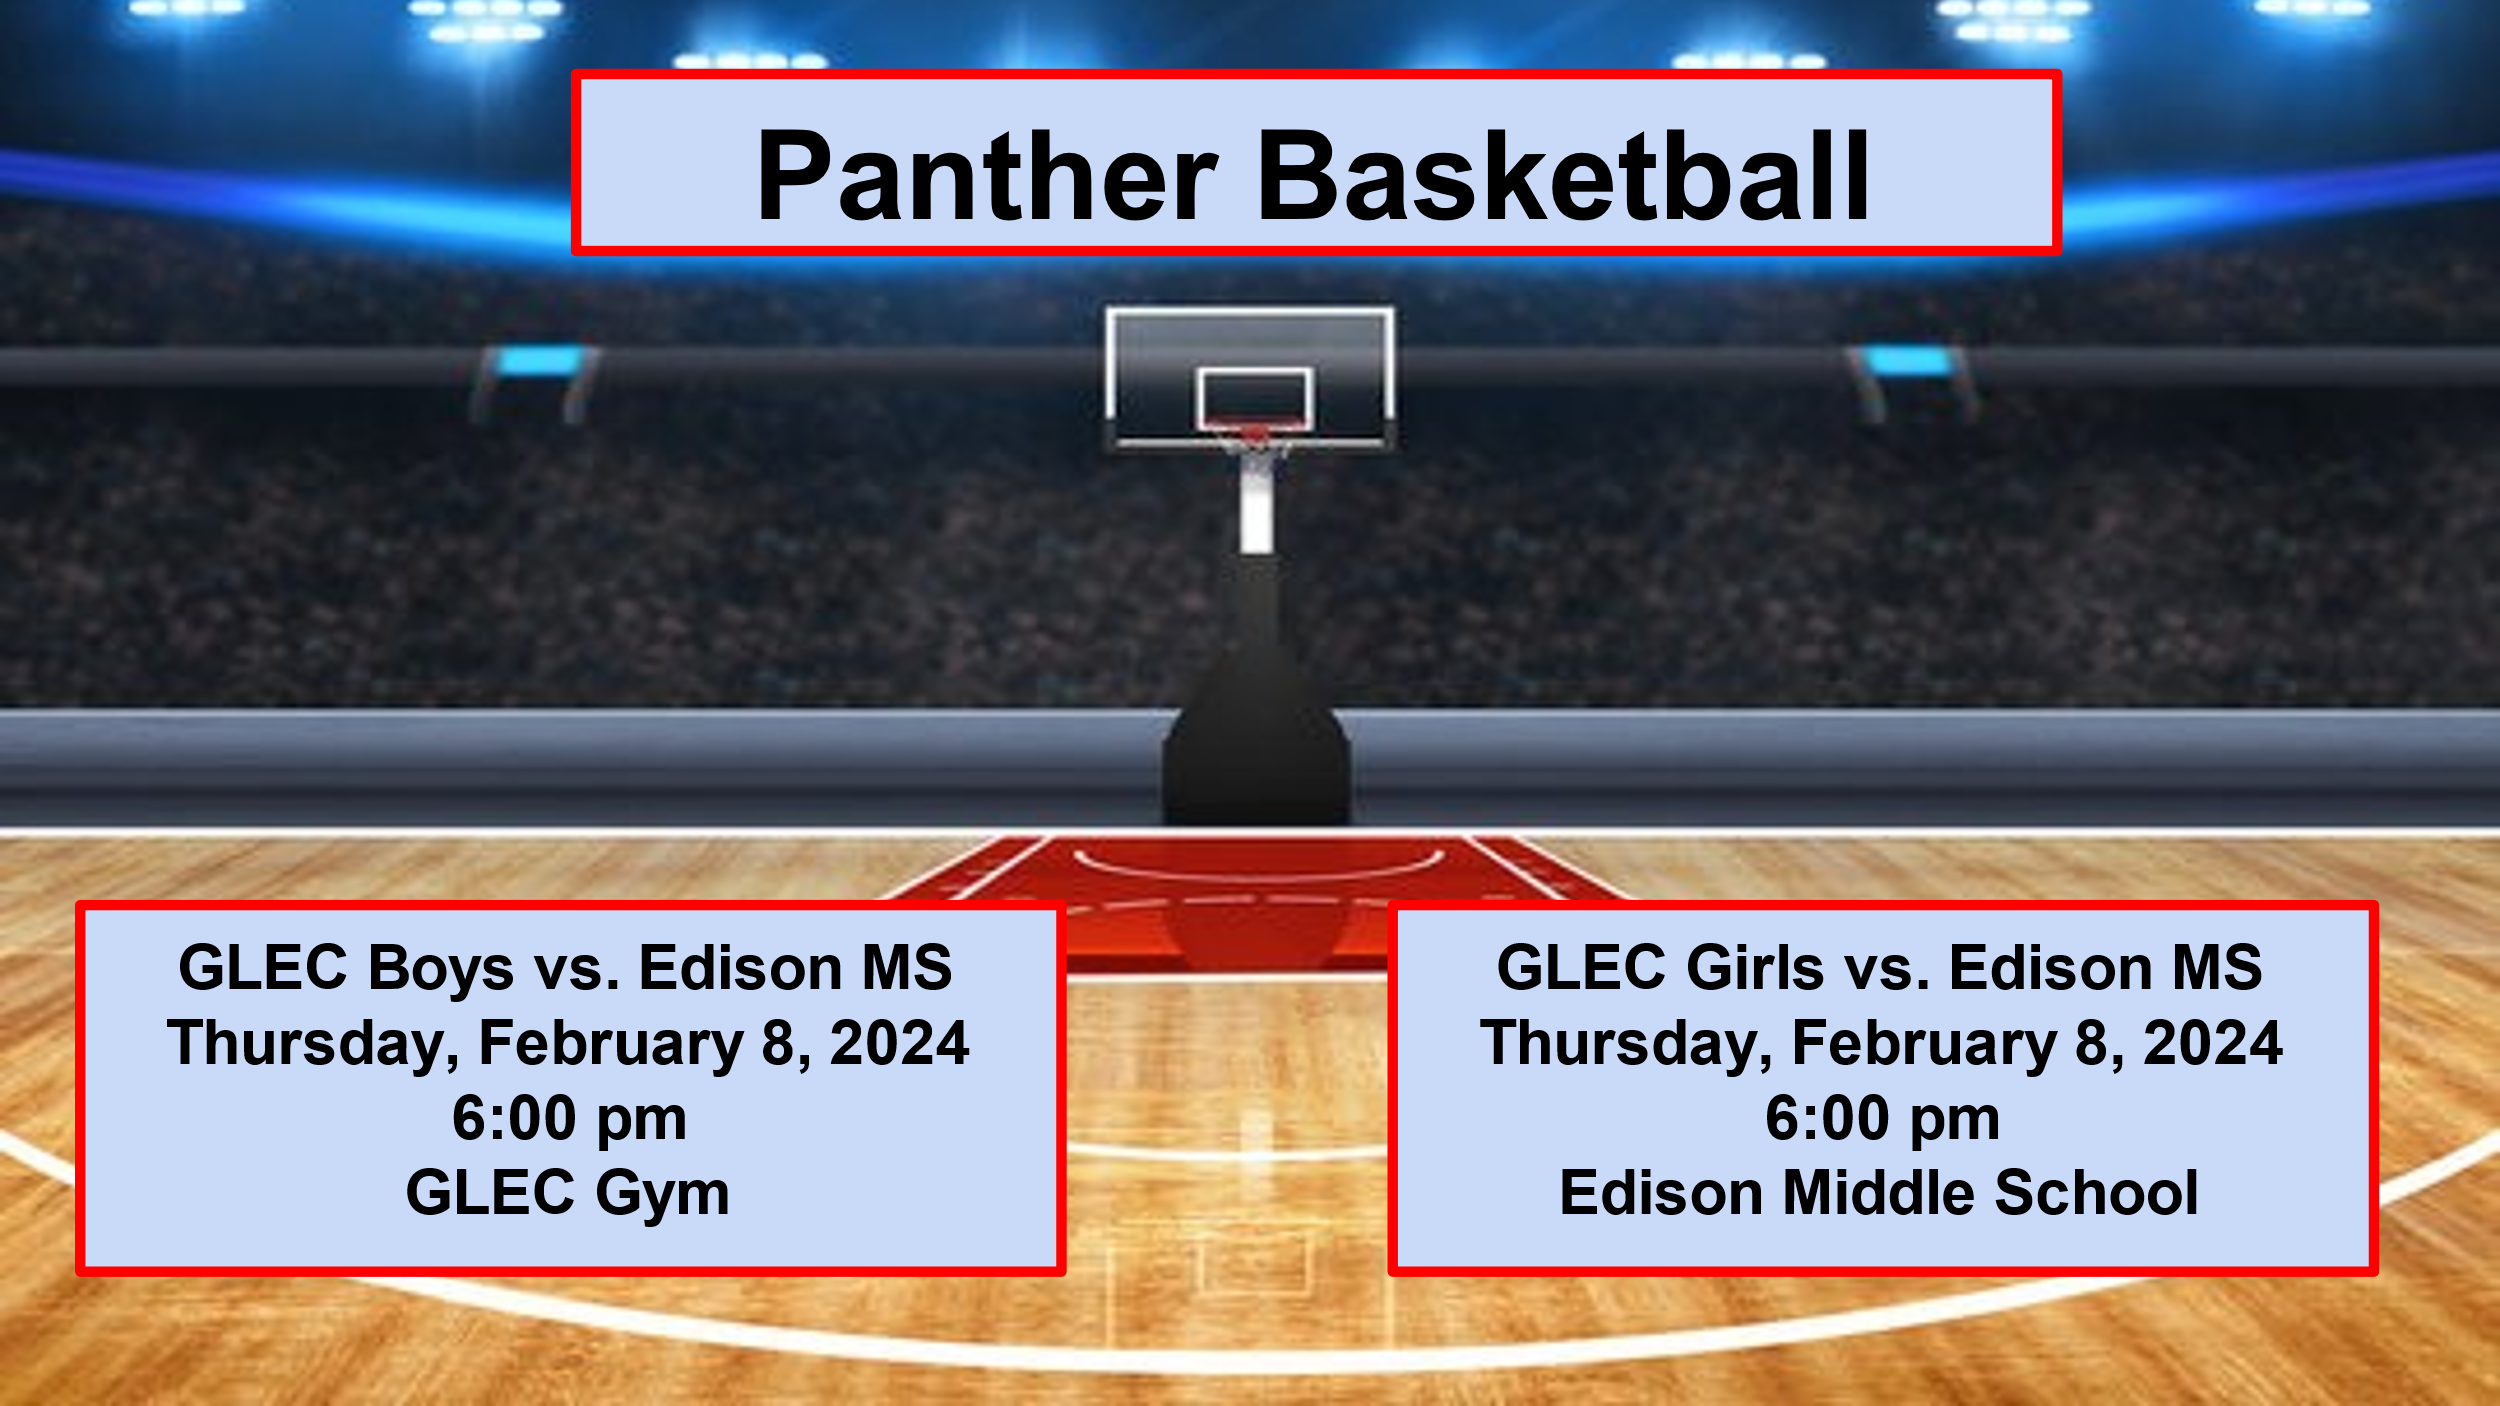 Panther Basketball
GLEC Boys vs. Edison MS
Thursday, February 8, 2024
6:00 pm
GLEC Gym
GLEC Girls vs. Edison MS
Thursday, February 8, 2024
6:00 pm
Edison Middle School